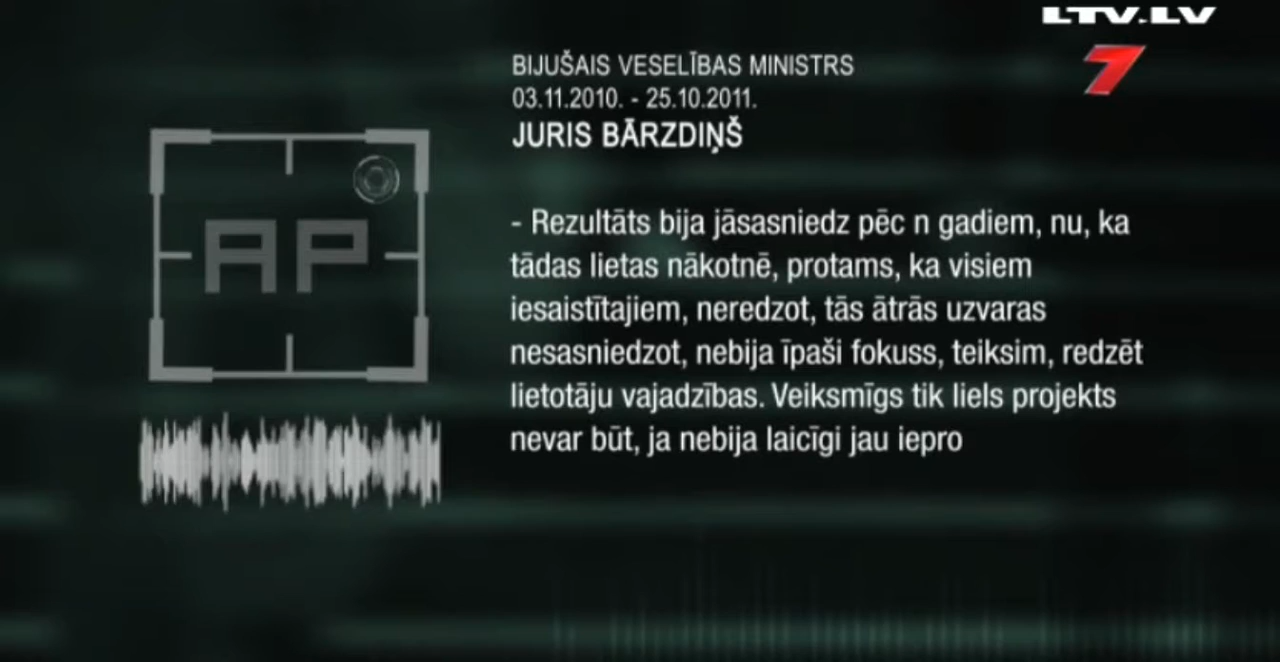 LTV.LV
7
BIJUŠAIS VESELĪBAS MINISTRS
03.11.2010. - 25.10.2011.
JURIS BĀRZDIŅŠ
AP
- Rezultāts bija jāsasniedz pēc n gadiem, nu, ka
tādas lietas nākotnē, protams, ka visiem
iesaistītajiem, neredzot, tās ātrās uzvaras
nesasniedzot, nebija īpaši fokuss, teiksim, redzēt
lietotāju vajadzības. Veiksmīgs tik liels projekts
nevar būt, ja nebija laicīgi jau iepro